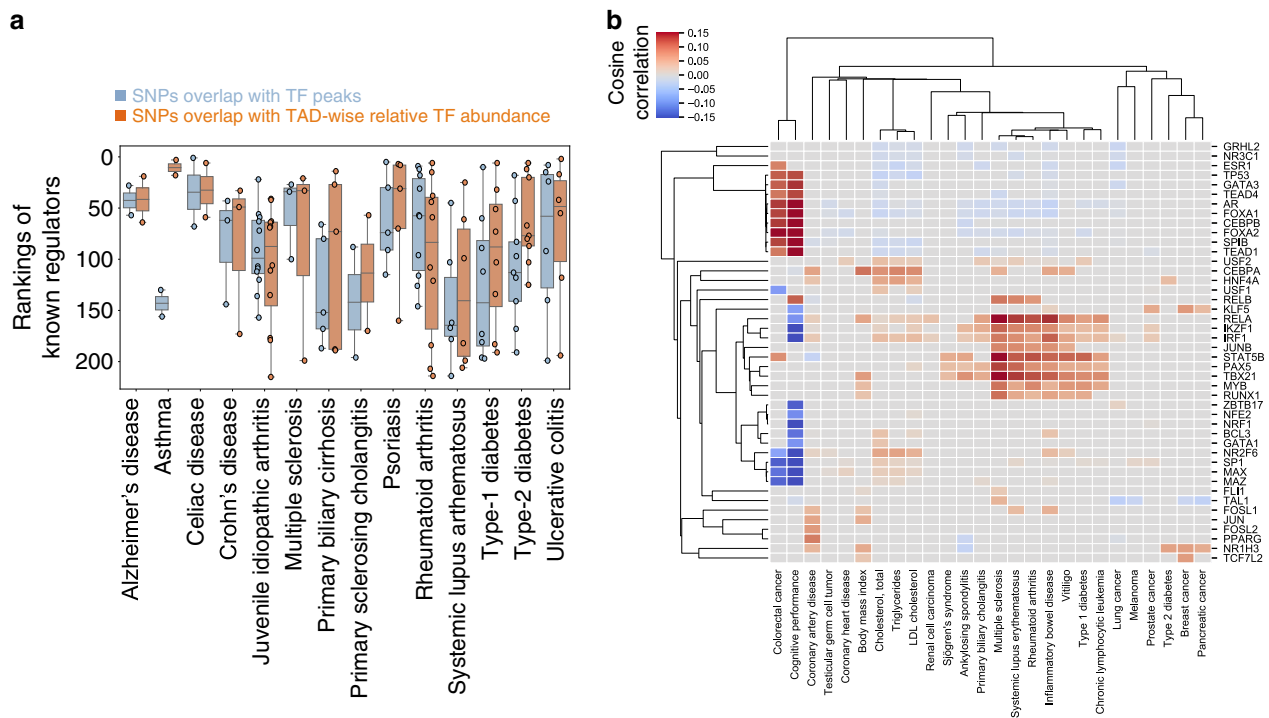 a
SNPs overlap with TF peaks
SNPs overlap with TAD-wise relative TF abundance
Rankings of
known regulators
0
50
100
150
200
Alzheimer's disease
Asthma
Celiac disease
Crohn's disease
Juvenile idiopathic arthritis
Multiple sclerosis
Primary biliary cirrhosis
Primary sclerosing cholangitis
Psoriasis
Rheumatoid arthritis
Systemic lupus arthematosus
Type-1 diabetes
Type-2 diabetes
Ulcerative colitis
b
Cosine
correlation
0.15
0.10
0.05
0.00
−0.05
−0.10
−0.15
GRHL2
NR3C1
ESR1
TP53
GATA3
TEAD4
AR
FOXA1
CEBPB
FOXA2
SPIB
TEAD1
USF2
CEBPA
HNF4A
USF1
RELB
KLF5
RELA
IKZF1
IRF1
JUNB
STAT5B
PAX5
TBX21
MYB
RUNX1
ZBTB17
NFE2
NRF1
BCL3
GATA1
NR2F6
SP1
MAX
MAZ
FLI1
TAL1
FOSL1
JUN
FOSL2
PPARG
NR1H3
TCF7L2
Colorectal cancer
Cognitive performance
Coronary artery disease
Testicular germ cell tumor
Coronary heart disease
Body mass index
Cholesterol, total
Triglycerides
LDL cholesterol
Renal cell carcinoma
Sjögren's syndrome
Ankylosing spondylitis
Primary biliary cholangitis
Multiple sclerosis
Systemic lupus erythematosus
Rheumatoid arthritis
Inflammatory bowel disease
Vitiligo
Type 1 diabetes
Chronic lymphocytic leukemia
Lung cancer
Melanoma
Prostate cancer
Type 2 diabetes
Breast cancer
Pancreatic cancer